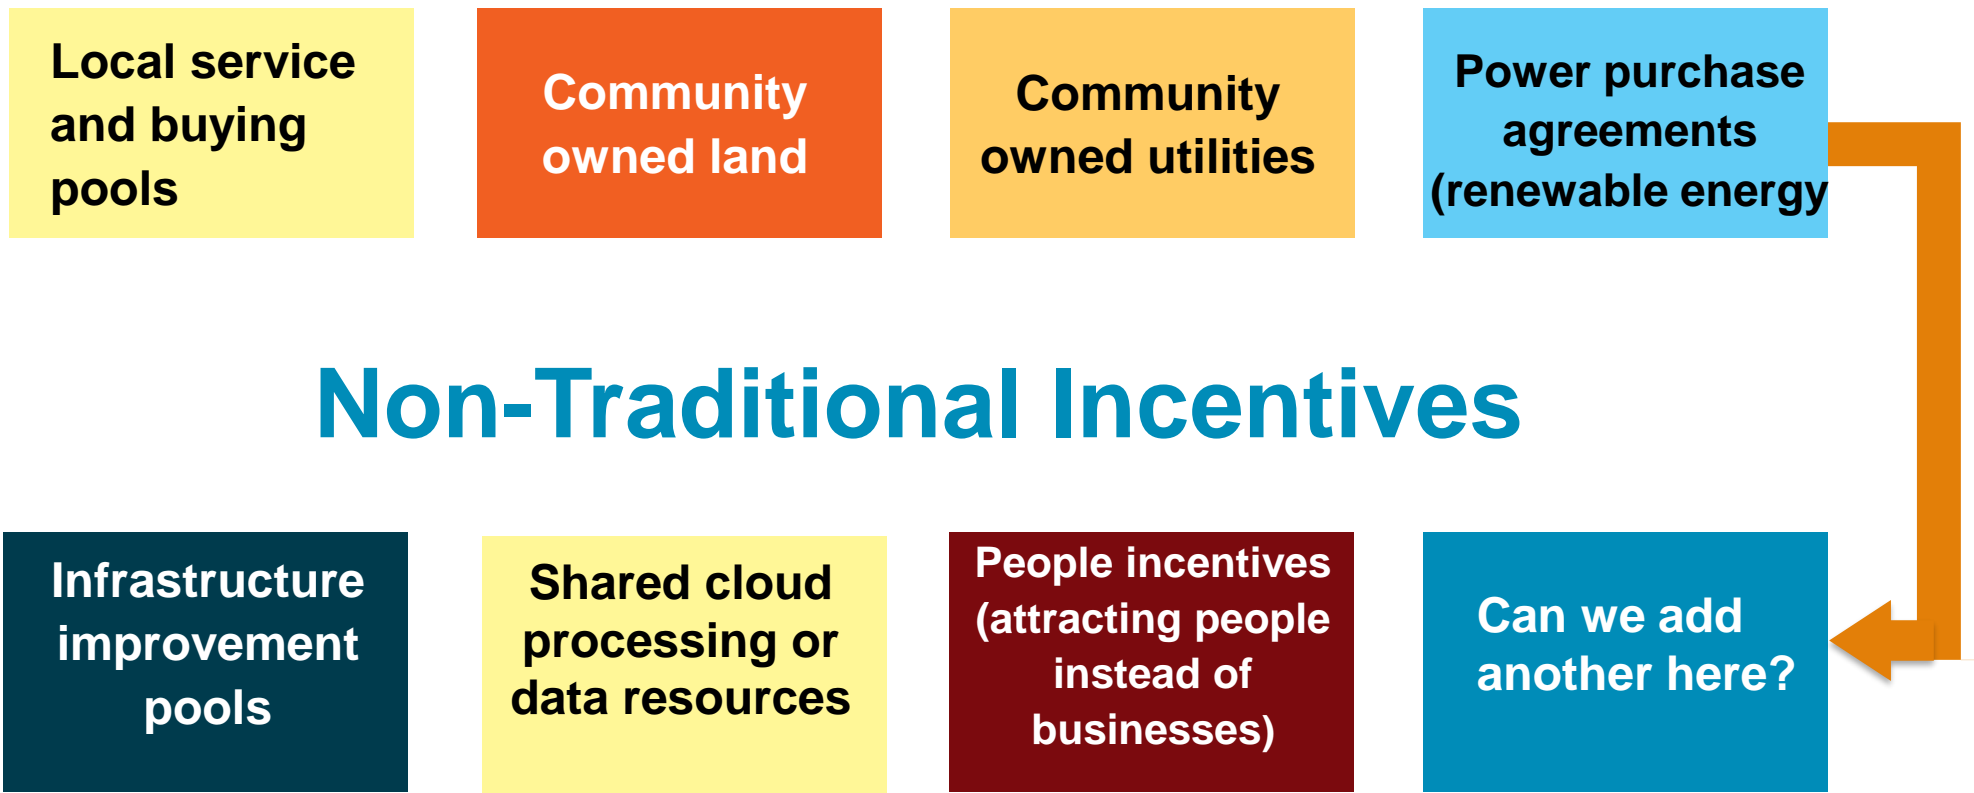 Local service
and buying
pools
Community
owned land
Community
owned utilities
Power purchase
agreements
(renewable energy
Non-Traditional Incentives
Infrastructure
improvement
pools
Shared cloud
processing or
data resources
People incentives
(attracting people
instead of
businesses)
Can we add
another here?